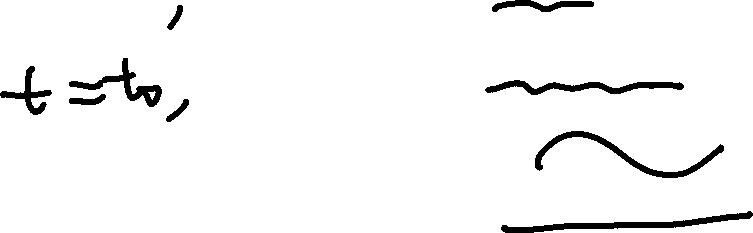 t = t₀,